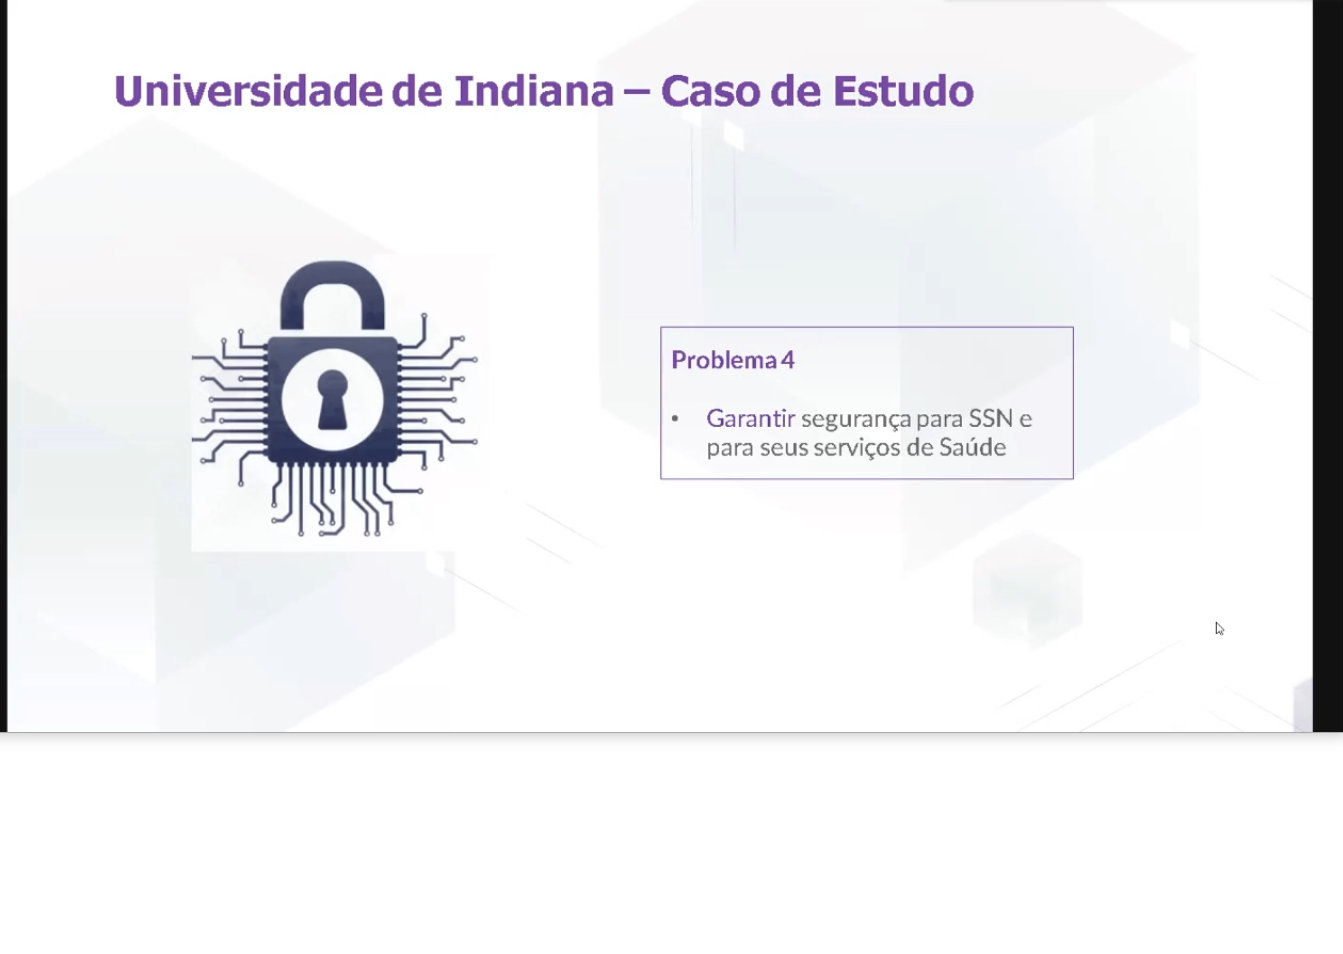 Universidade de Indiana – Caso de Estudo
Problema 4
• Garantir segurança para SSN e
para seus serviços de Saúde